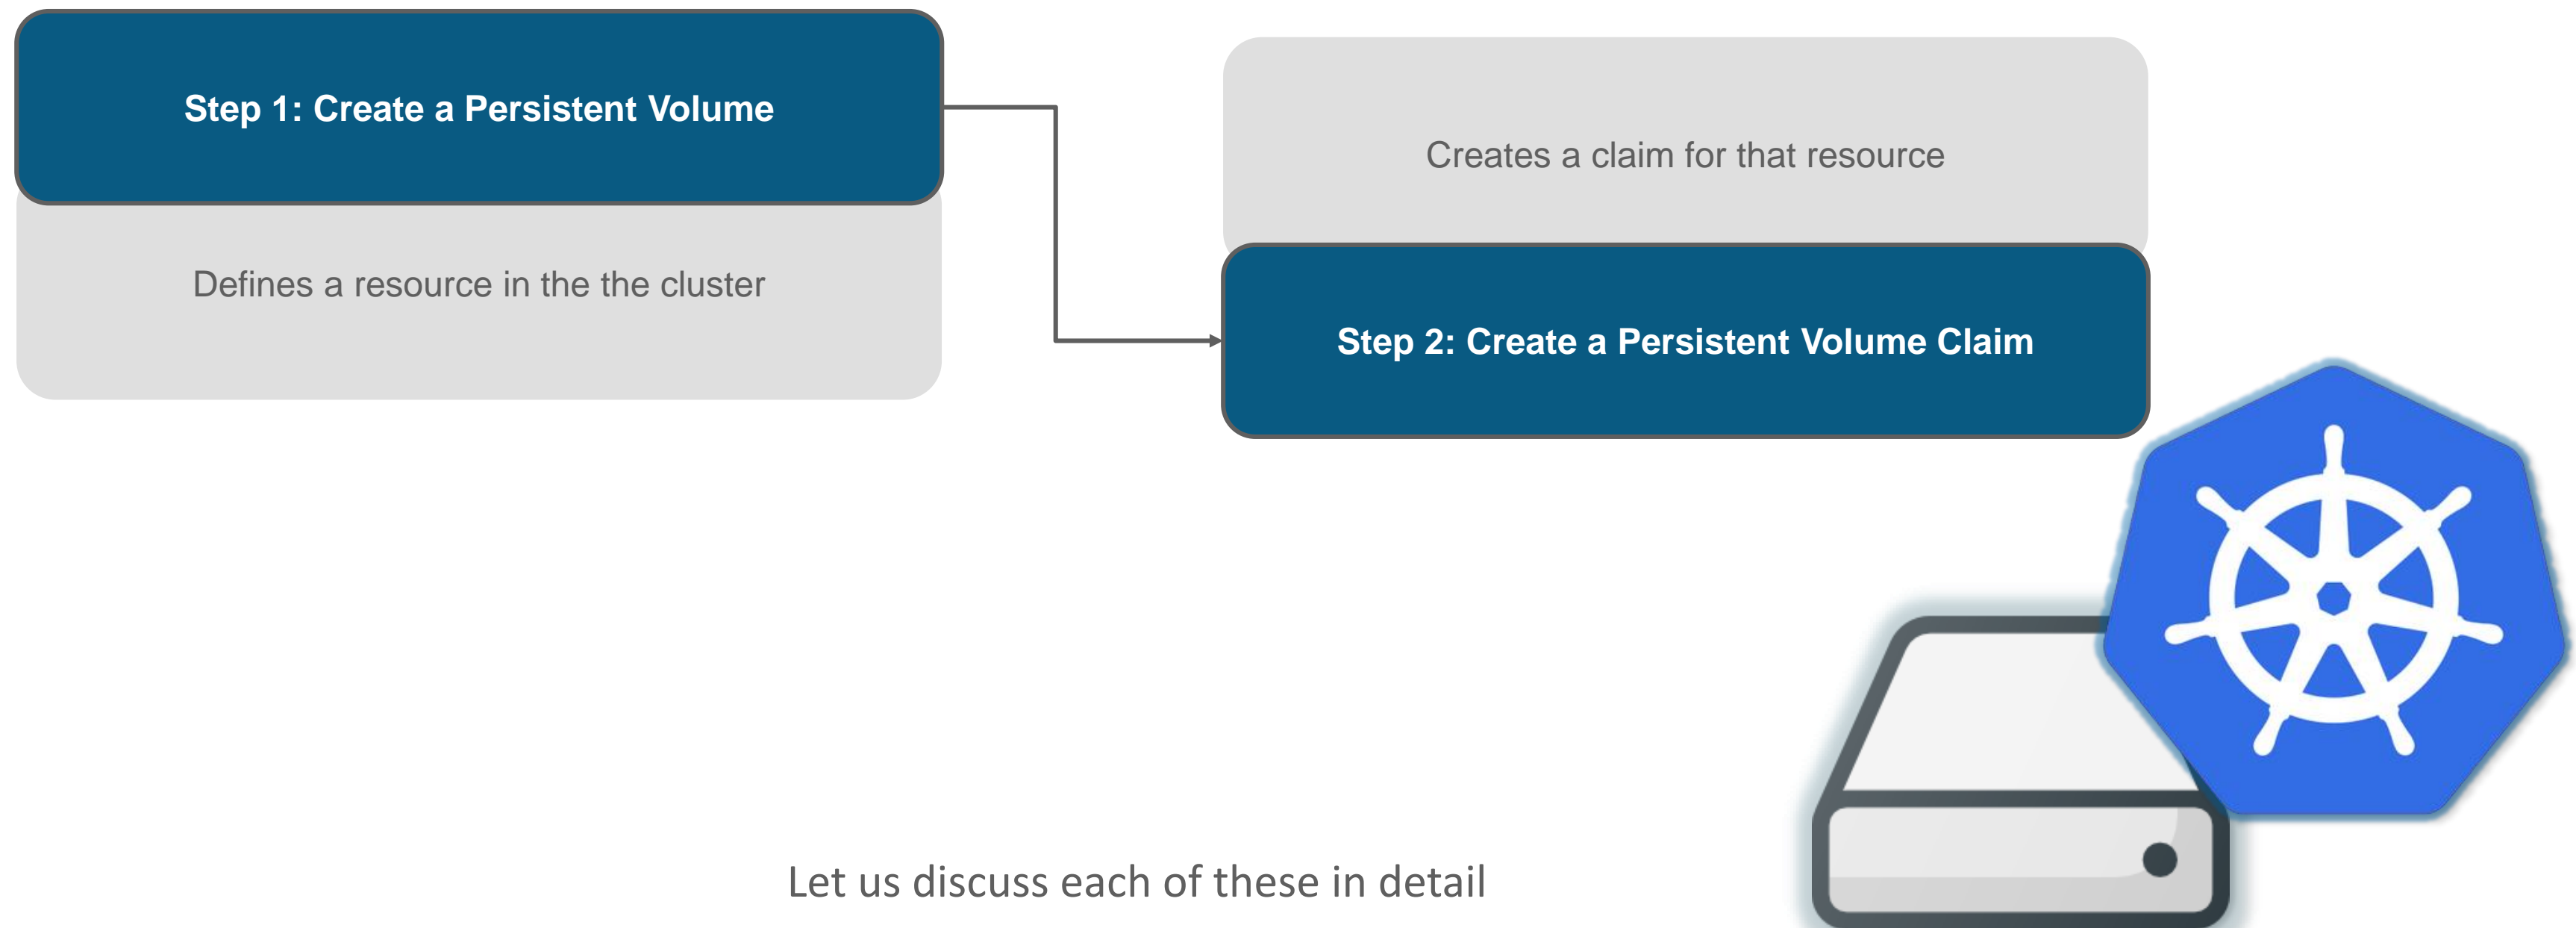 Step 1: Create a Persistent Volume
Defines a resource in the the cluster
Creates a claim for that resource
Step 2: Create a Persistent Volume Claim
Let us discuss each of these in detail